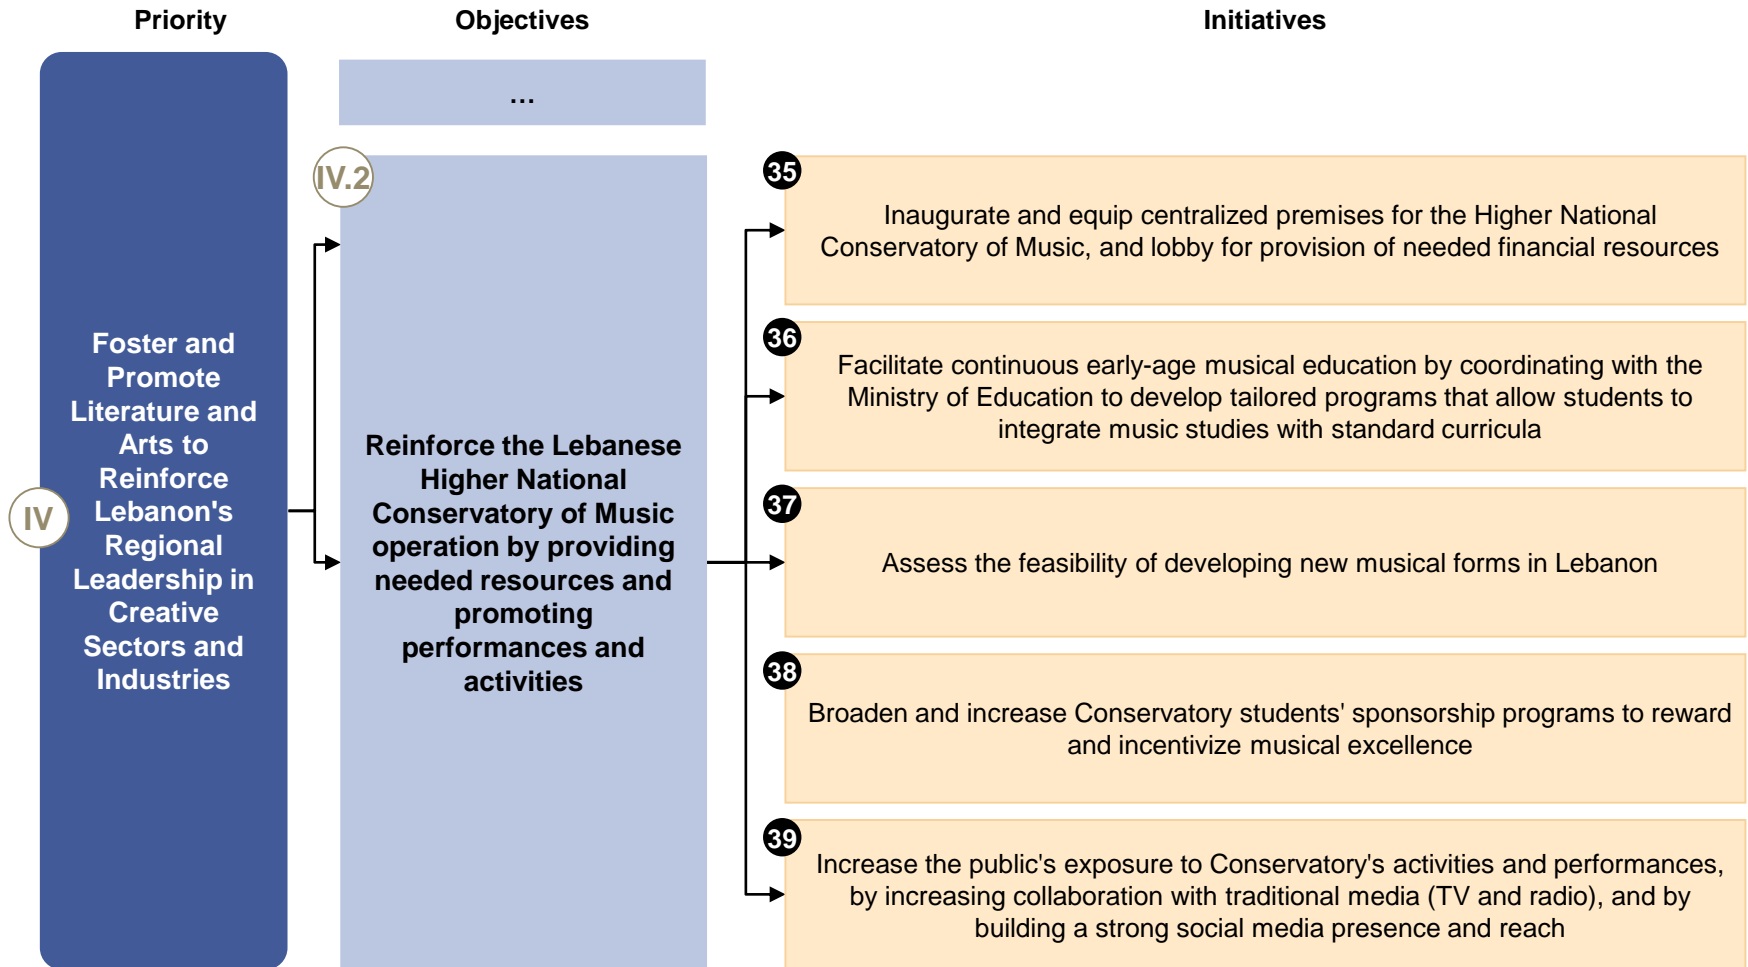 Priority
Objectives
Initiatives
IV
Foster and
Promote
Literature and
Arts to
Reinforce
Lebanon's
Regional
Leadership in
Creative
Sectors and
Industries
...
IV.2
Reinforce the Lebanese
Higher National
Conservatory of Music
operation by providing
needed resources and
promoting
performances and
activities
35
Inaugurate and equip centralized premises for the Higher National
Conservatory of Music, and lobby for provision of needed financial resources
36
Facilitate continuous early-age musical education by coordinating with the
Ministry of Education to develop tailored programs that allow students to
integrate music studies with standard curricula
37
Assess the feasibility of developing new musical forms in Lebanon
38
Broaden and increase Conservatory students' sponsorship programs to reward
and incentivize musical excellence
39
Increase the public's exposure to Conservatory's activities and performances,
by increasing collaboration with traditional media (TV and radio), and by
building a strong social media presence and reach